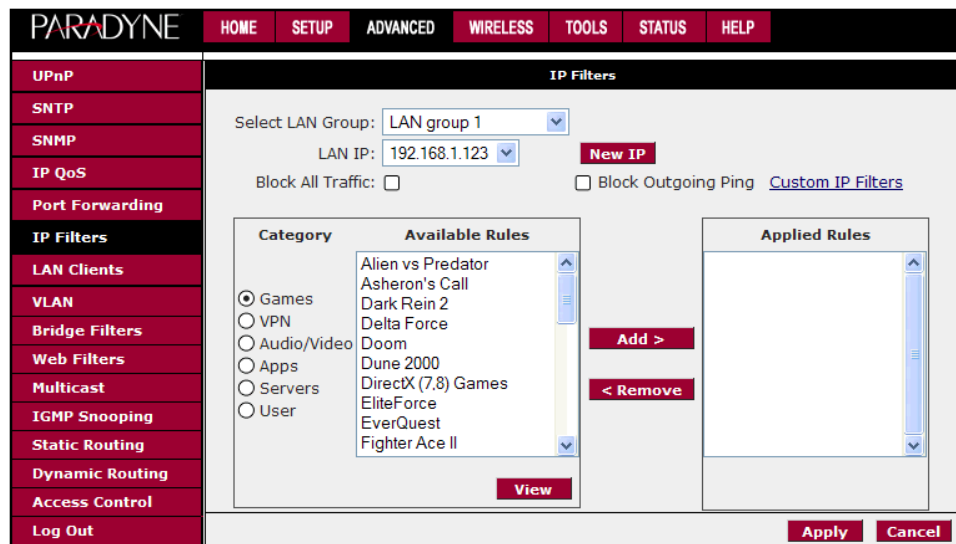 PARADYNE HOME SETUP ADVANCED WIRELESS TOOLS STATUS HELP
UPnP
SNTP
SNMP
IP QoS
Port Forwarding
IP Filters
LAN Clients
VLAN
Bridge Filters
Web Filters
Multicast
IGMP Snooping
Static Routing
Dynamic Routing
Access Control
Log Out
IP Filters
Select LAN Group: LAN group 1
LAN IP: 192.168.1.123 New IP
Block All Traffic: Block Outgoing Ping Custom IP Filters
Category
Games
VPN
Audio/Video
Apps
Servers
User
Available Rules
Alien vs Predator
Asheron's Call
Dark Rein 2
Delta Force
Doom
Dune 2000
DirectX (7,8) Games
EliteForce
EverQuest
Fighter Ace II
View
Add >
< Remove
Applied Rules
Apply Cancel